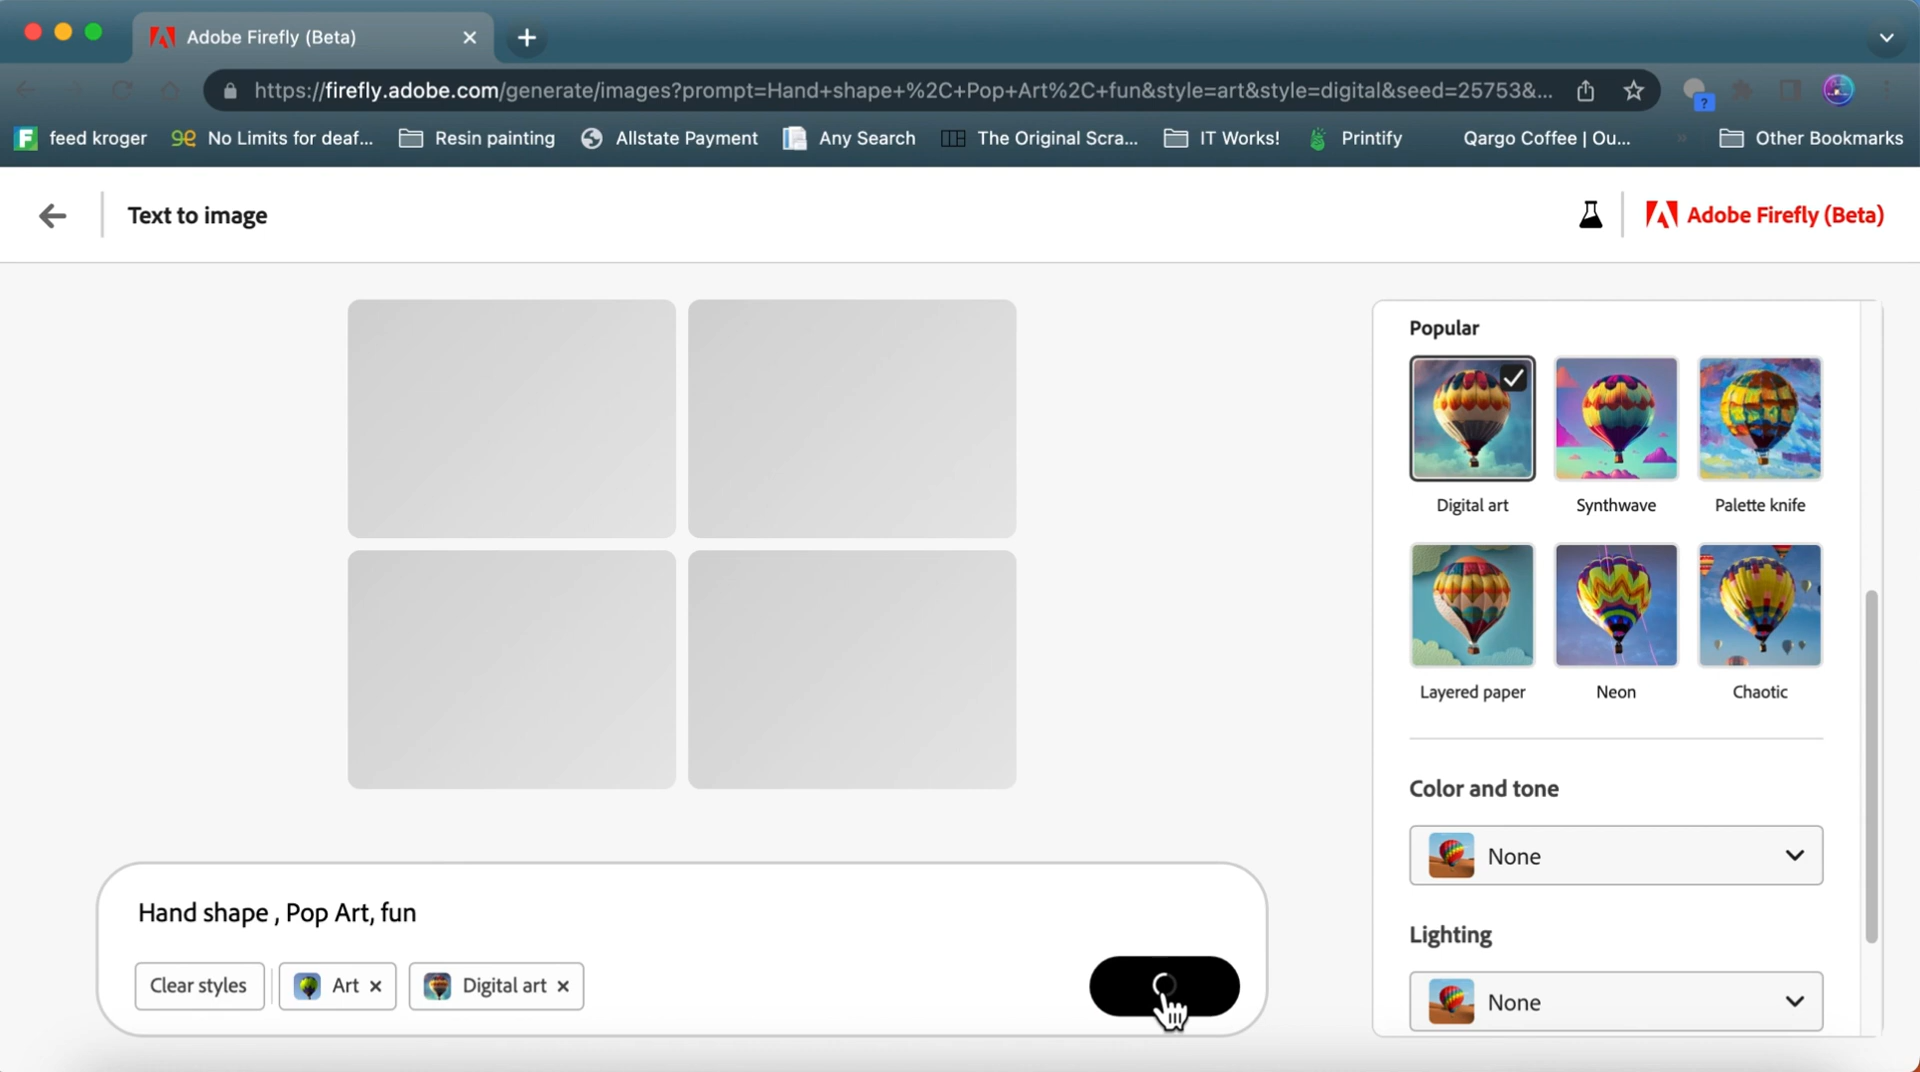 Adobe Firefly (Beta)
https://firefly.adobe.com/generate/images?prompt=Hand+shape+%2C+Pop+Art%2C+fun&style=art&style=digital&seed=25753&...
feed kroger
No Limits for deaf...
Resin painting
Allstate Payment
Any Search
The Original Scra...
IT Works!
Printify
Qargo Coffee | Ou...
»
Other Bookmarks
Text to image
Adobe Firefly (Beta)
Popular
Digital art
Synthwave
Palette knife
Layered paper
Neon
Chaotic
Color and tone
None
Lighting
None
Hand shape , Pop Art, fun
Clear styles
Art
Digital art